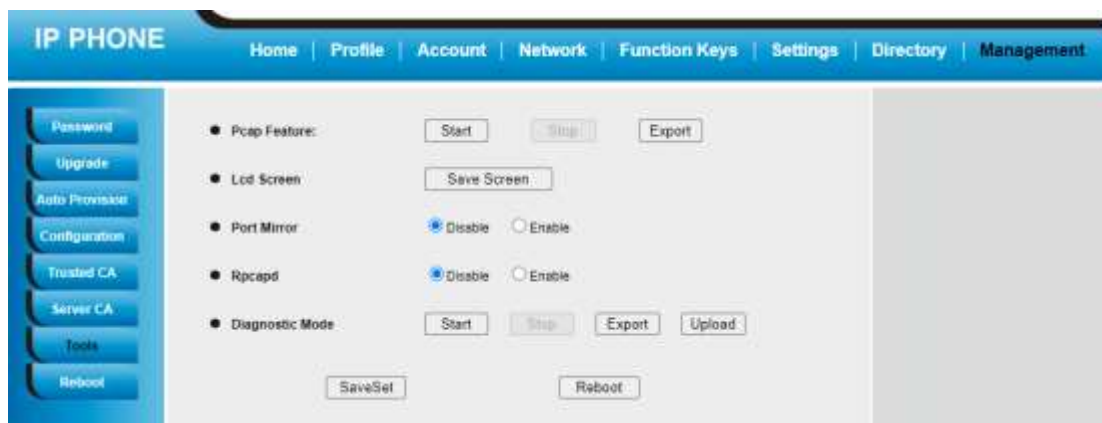 IP PHONE
Home | Profile | Account | Network | Function Keys | Settings | Directory | Management
Password
Upgrade
Auto Provision
Configuration
Trusted CA
Server CA
Tools
Reboot
Pcap Feature: Start Stop Export
Lcd Screen Save Screen
Port Mirror Disable Enable
Rpcapd Disable Enable
Diagnostic Mode Start Stop Export Upload
SaveSet Reboot